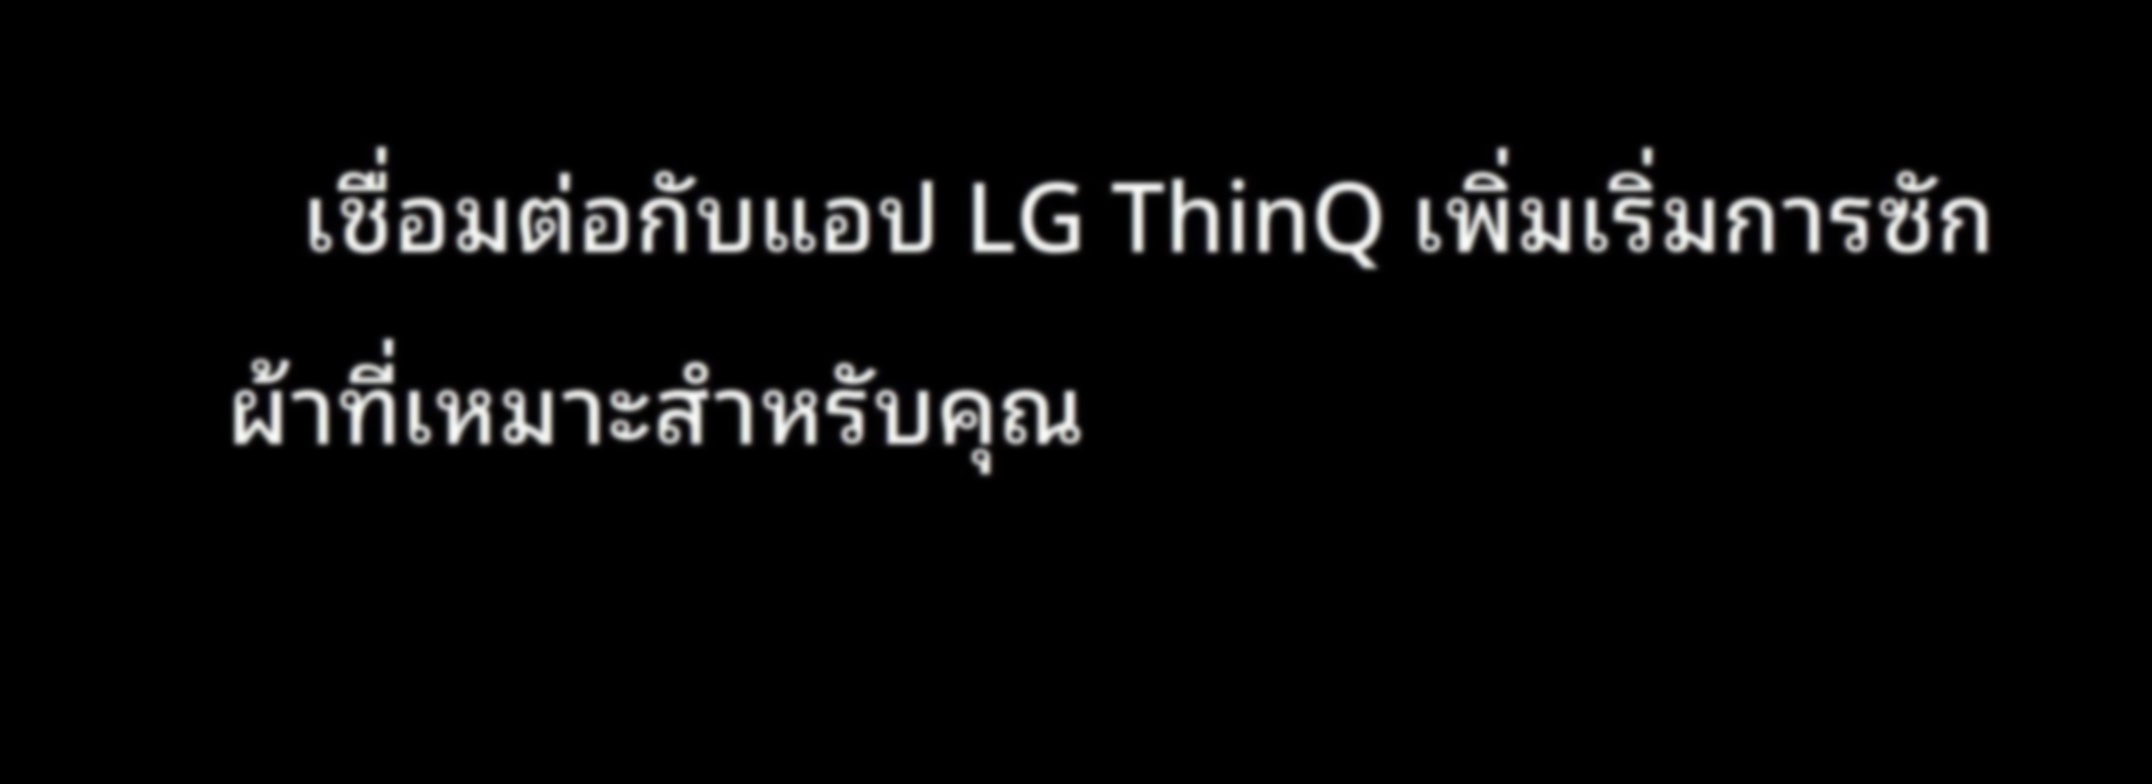 เชื่อมต่อกับแอป LG ThinQ เพิ่มเริ่มการซัก
ผ้าที่เหมาะสำหรับคุณ